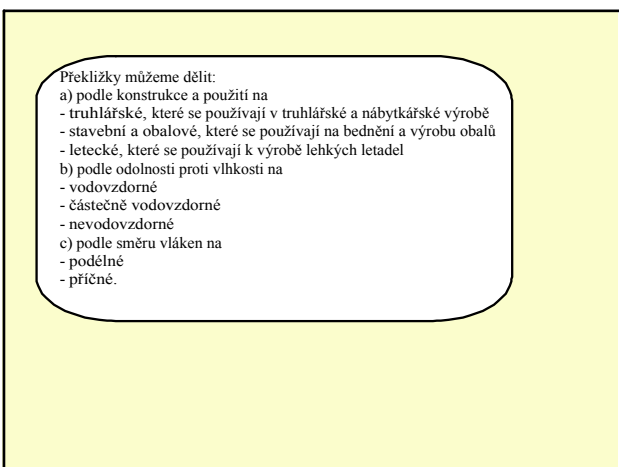 Překližky můžeme dělit:
a) podle konstrukce a použití na
- truhlářské, které se používají v truhlářské a nábytkářské výrobě
- stavební a obalové, které se používají na bednění a výrobu obalů
- letecké, které se používají k výrobě lehkých letadel
b) podle odolnosti proti vlhkosti na
- vodovzdorné
- částečně vodovzdorné
- nevodovzdorné
c) podle směru vláken na
- podélné
- příčné.